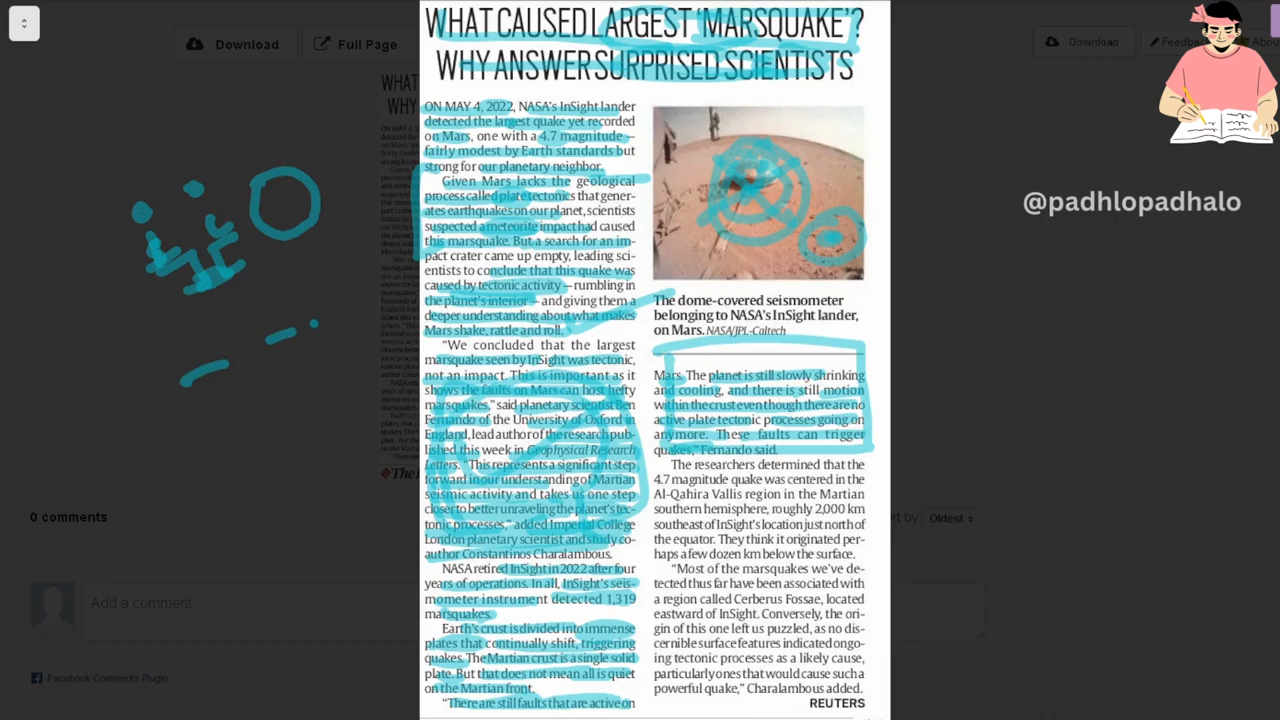 Download
Full Page
Download
WHAT CAUSED LARGEST ‘MARSQUAKE’?
WHY ANSWER SURPRISED SCIENTISTS
@padhlopadhalo
ON MAY 4, 2022, NASA’s InSight lander
detected the largest quake yet recorded
on Mars, one with a 4.7 magnitude —
fairly modest by Earth standards but
strong for our planetary neighbor.
Given Mars lacks the geological
process called plate tectonics that gener-
ates earthquakes on our planet, scientists
suspected a meteorite impact had caused
this marsquake. But a search for an im-
pact crater came up empty, leading sci-
entists to conclude that this quake was
caused by tectonic activity — rumbling in
the planet’s interior — and giving them a
deeper understanding about what makes
Mars shake, rattle and roll.
“We concluded that the largest
marsquake seen by InSight was tectonic,
not an impact. This is important as it
shows the faults on Mars can host hefty
marsquakes,” said planetary scientist Ben
Fernando of the University of Oxford in
England, lead author of the research pub-
lished this week in Geophysical Research
Letters. “This represents a significant step
forward in our understanding of Martian
seismic activity and takes us one step
closer to better unraveling the planet’s tec-
tonic processes,” added Imperial College
London planetary scientist and study co-
author Constantinos Charalambous.
NASA retired InSight in 2022 after four
years of operations. In all, InSight’s seis-
mometer instrument detected 1,319
marsquakes.
Earth’s crust is divided into immense
plates that continually shift, triggering
quakes. The Martian crust is a single solid
plate. But that does not mean all is quiet
on the Martian front.
“There are still faults that are active on
The dome-covered seismometer
belonging to NASA’s InSight lander,
on Mars. NASA/JPL-Caltech
Mars. The planet is still slowly shrinking
and cooling, and there is still motion
within the crust even though there are no
active plate tectonic processes going on
anymore. These faults can trigger
quakes,” Fernando said.
The researchers determined that the
4.7 magnitude quake was centered in the
Al-Qahira Vallis region in the Martian
southern hemisphere, roughly 2,000 km
southeast of InSight’s location just north of
the equator. They think it originated per-
haps a few dozen km below the surface.
“Most of the marsquakes we’ve de-
tected thus far have been associated with
a region called Cerberus Fossae, located
eastward of InSight. Conversely, the ori-
gin of this one left us puzzled, as no dis-
cernible surface features indicated ongo-
ing tectonic processes as a likely cause,
particularly ones that would cause such a
powerful quake,” Charalambous added.
REUTERS
0 comments
Oldest
Add a comment...
Facebook Comments Plugin